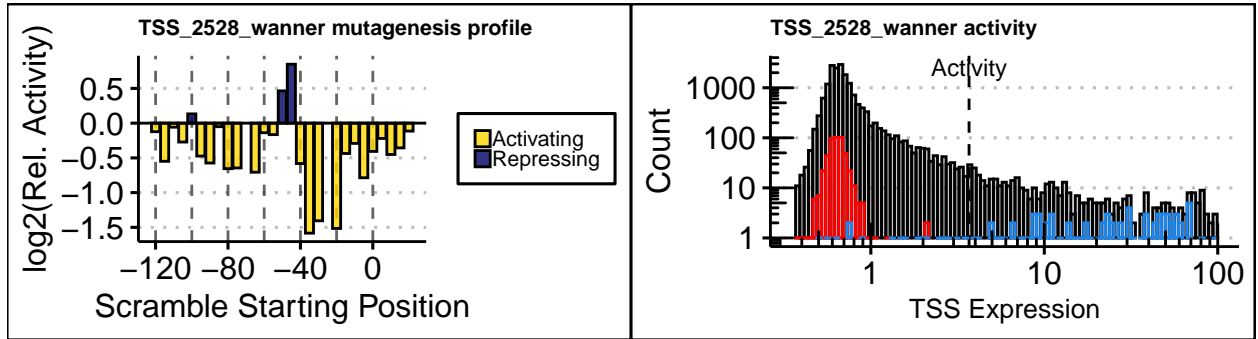 TSS_2528_wanner mutagenesis profile
log2(Rel. Activity)
0.5
0.0
−0.5
−1.0
−1.5
−120 −80 −40 0
Scramble Starting Position
Activating
Repressing
TSS_2528_wanner activity
Activity
Count
1000
100
10
1
1 10 100
TSS Expression